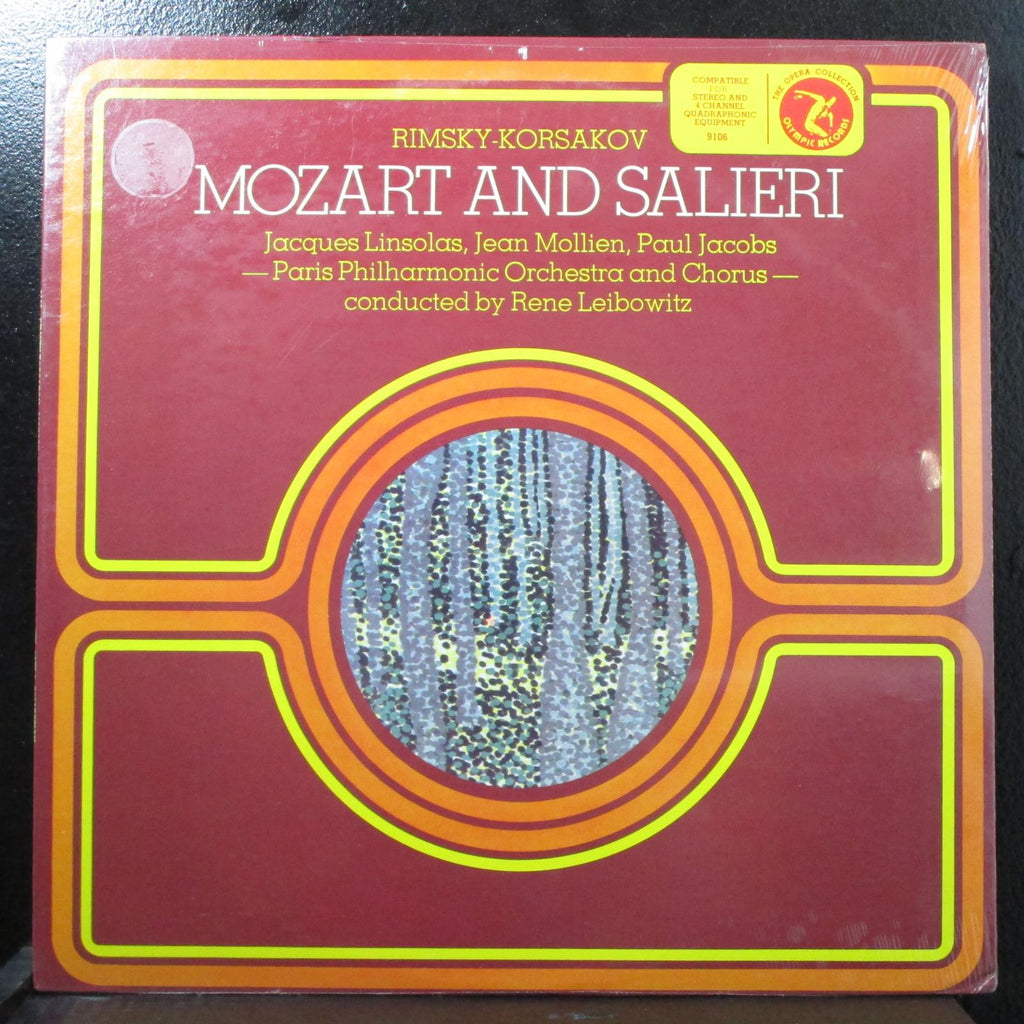 COMPATIBLE
FOR
STEREO AND
4 CHANNEL
QUADRAPHONIC
EQUIPMENT
9106
THE OPERA COLLECTION
OLYMPIC RECORDS
RIMSKY-KORSAKOV
MOZART AND SALIERI
Jacques Linsolas, Jean Mollien, Paul Jacobs
— Paris Philharmonic Orchestra and Chorus —
conducted by Rene Leibowitz